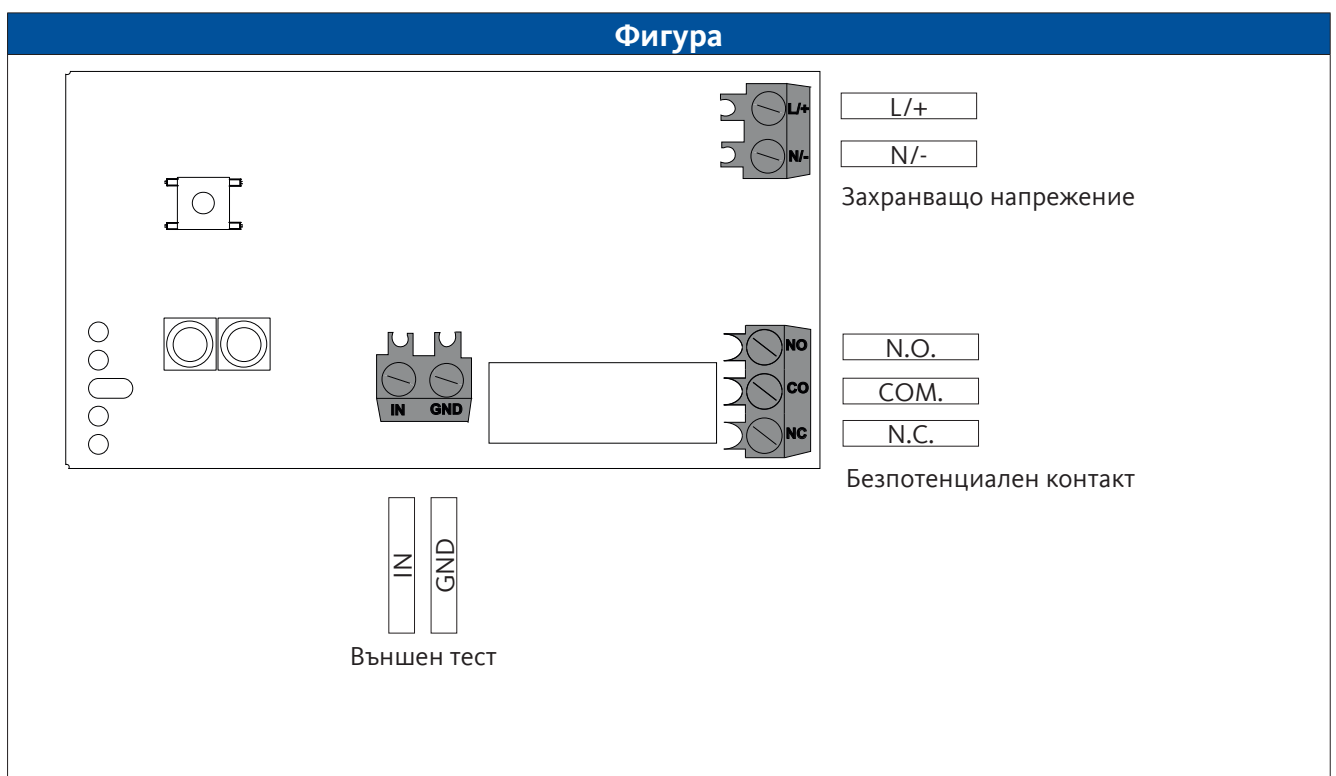 Фигура
L/+
L/+
N/-
N/-
Захранващо напрежение
NO
N.O.
CO
COM.
NC
N.C.
IN GND
Безпотенциален контакт
IN
GND
Външен тест